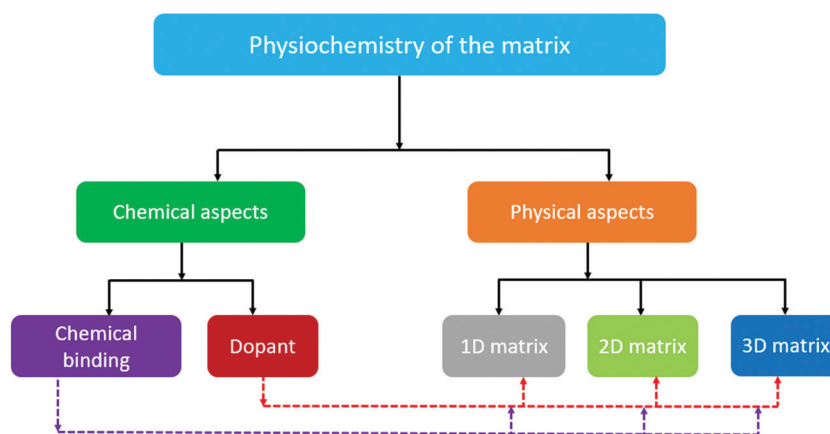 Physiochemistry of the matrix
Chemical aspects
Physical aspects
Chemical
binding
Dopant
1D matrix
2D matrix
3D matrix